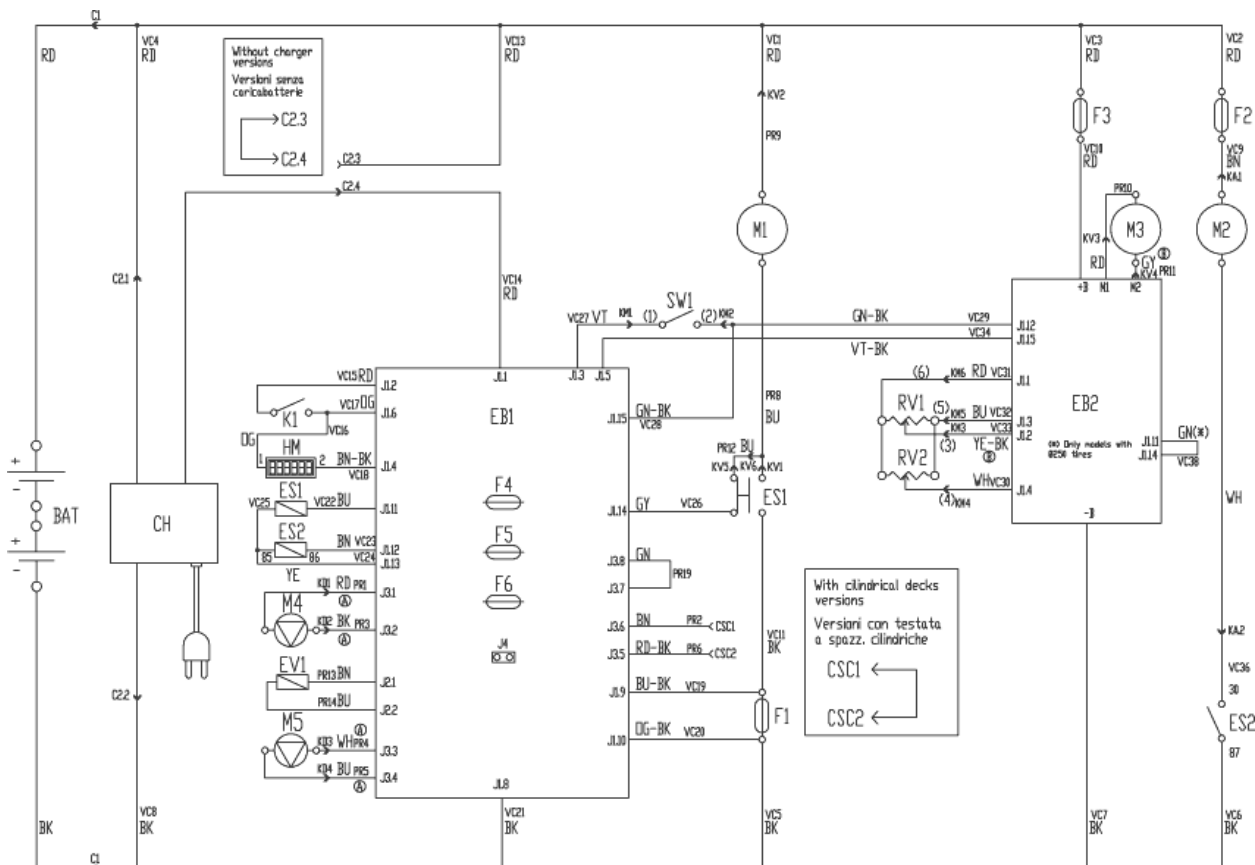 C1
RD
VC4
RD
Without charger
versions
Versioni senza
caricabatterie
C2.3
C2.4
VC13
RD
C2.3
C2.4
VC1
RD
KV2
PR9
VC3
RD
F3
VC10
RD
VC2
RD
F2
VC9
BN
KA.1
M1
PR10
M3
M2
KV3
RD
GY
B
KV4
PR11
C2.1
VC14
RD
+B
M1
M2
SW1
VC27 VT
KM1
(1)
(2)
KM2
GN-BK
VC29
J1.12
VC34
J1.15
VT-BK
J1.1
J1.3
J1.5
VC15 RD
J1.2
K1
VC17 OG
J1.6
VC16
EB1
GN-BK
J1.15
VC28
PR8
BU
(6)
KM6
RD
VC31
J1.1
RV1
(5)
KM5
BU
VC32
J1.3
KM3
VC33
J1.2
(3)
YE-BK
B
EB2
(*) Only models with
Ø250 tires
GN(*)
J1.11
J1.14
VC38
RV2
WH
VC30
J1.4
(4)
KM4
OG
HM
1
2
BN-BK
J1.4
VC18
PR12
BU
KV5
KV6
KV1
ES1
VC25
VC22 BU
J1.11
F4
GY
J1.14
VC26
ES1
-B
WH
BAT
+
-
+
-
CH
ES2
BN
VC23
J1.12
85
86
VC24
J1.13
YE
F5
GN
J3.8
J3.7
PR19
F6
KD1
RD
PR1
J3.1
A
M4
KD2
BK
PR3
J3.2
A
J4
BN
J3.6
PR2
CSC1
RD-BK
J3.5
PR6
CSC2
VC11
BK
With cilindrical decks
versions
Versioni con testata
a spazz. cilindriche
CSC1
CSC2
KA.2
VC36
30
ES2
87
EV1
PR13 BN
J2.1
PR14 BU
J2.2
C2.2
BU-BK
J1.9
VC19
F1
M5
A
KD3
WH
PR4
J3.3
OG-BK
J1.10
VC20
KD4
BU
PR5
J3.4
A
J1.8
BK
VC8
BK
VC21
BK
VC5
BK
VC7
BK
VC6
BK
C1